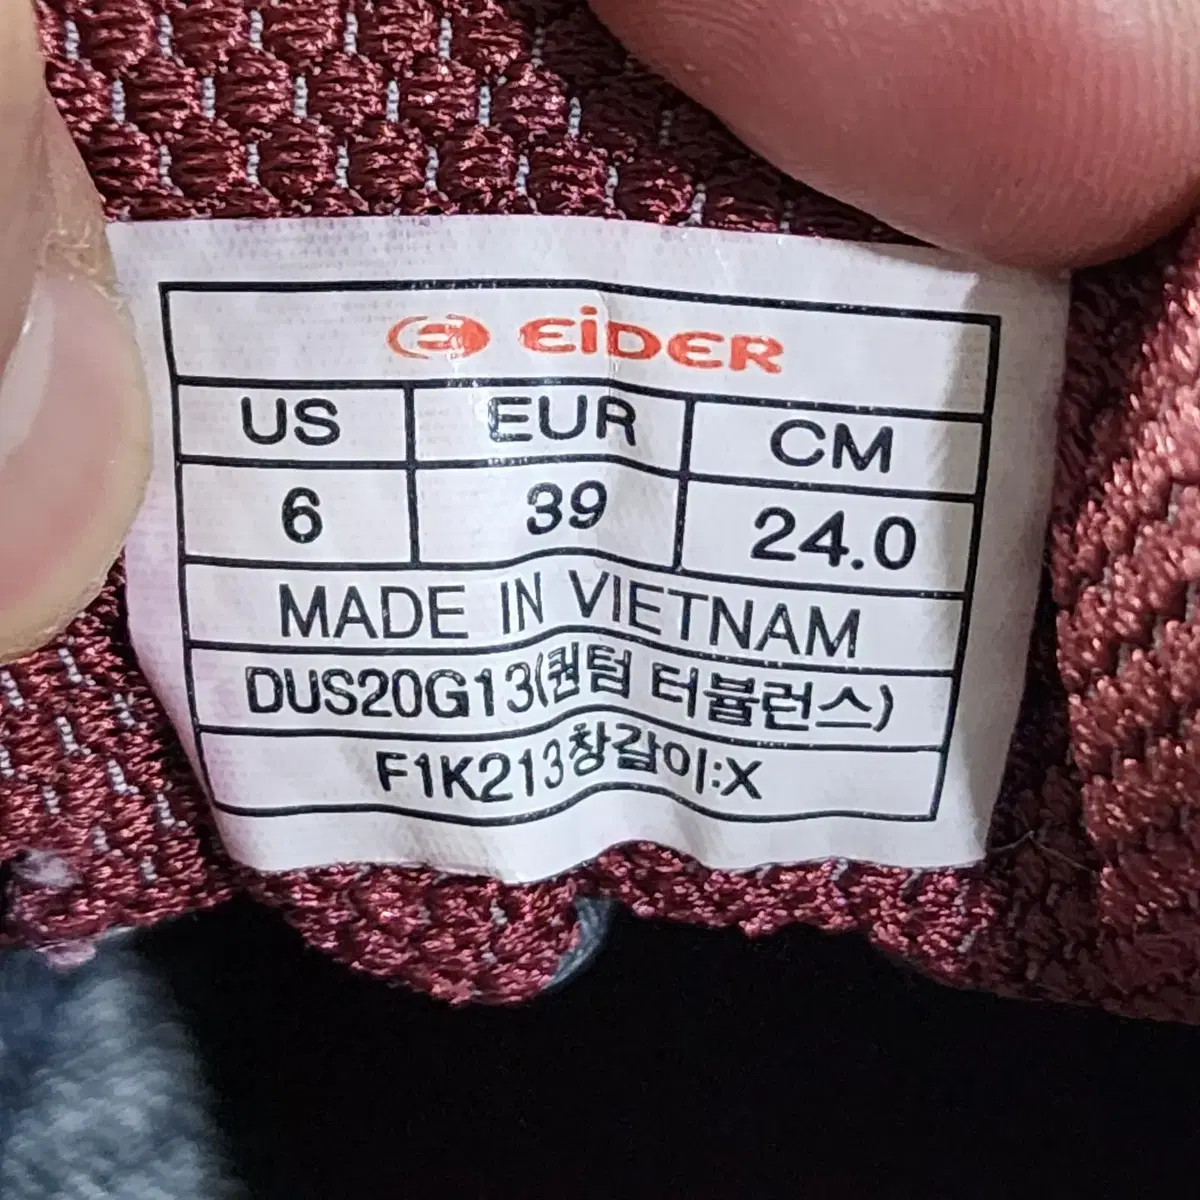 EiDER
US EUR CM
6 39 24.0
MADE IN VIETNAM
DUS20G13(퀀텀 터뷸런스)
F1K213창갈이:X